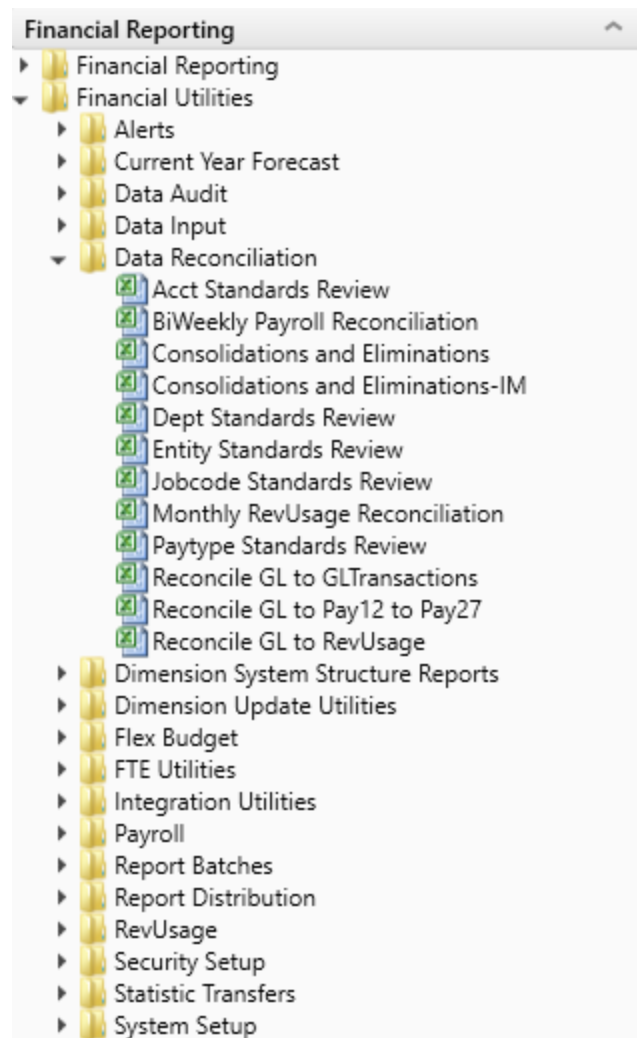 Financial Reporting
Financial Reporting
Financial Utilities
Alerts
Current Year Forecast
Data Audit
Data Input
Data Reconciliation
Acct Standards Review
BiWeekly Payroll Reconciliation
Consolidations and Eliminations
Consolidations and Eliminations-IM
Dept Standards Review
Entity Standards Review
Jobcode Standards Review
Monthly RevUsage Reconciliation
Paytype Standards Review
Reconcile GL to GLTransactions
Reconcile GL to Pay12 to Pay27
Reconcile GL to RevUsage
Dimension System Structure Reports
Dimension Update Utilities
Flex Budget
FTE Utilities
Integration Utilities
Payroll
Report Batches
Report Distribution
RevUsage
Security Setup
Statistic Transfers
System Setup